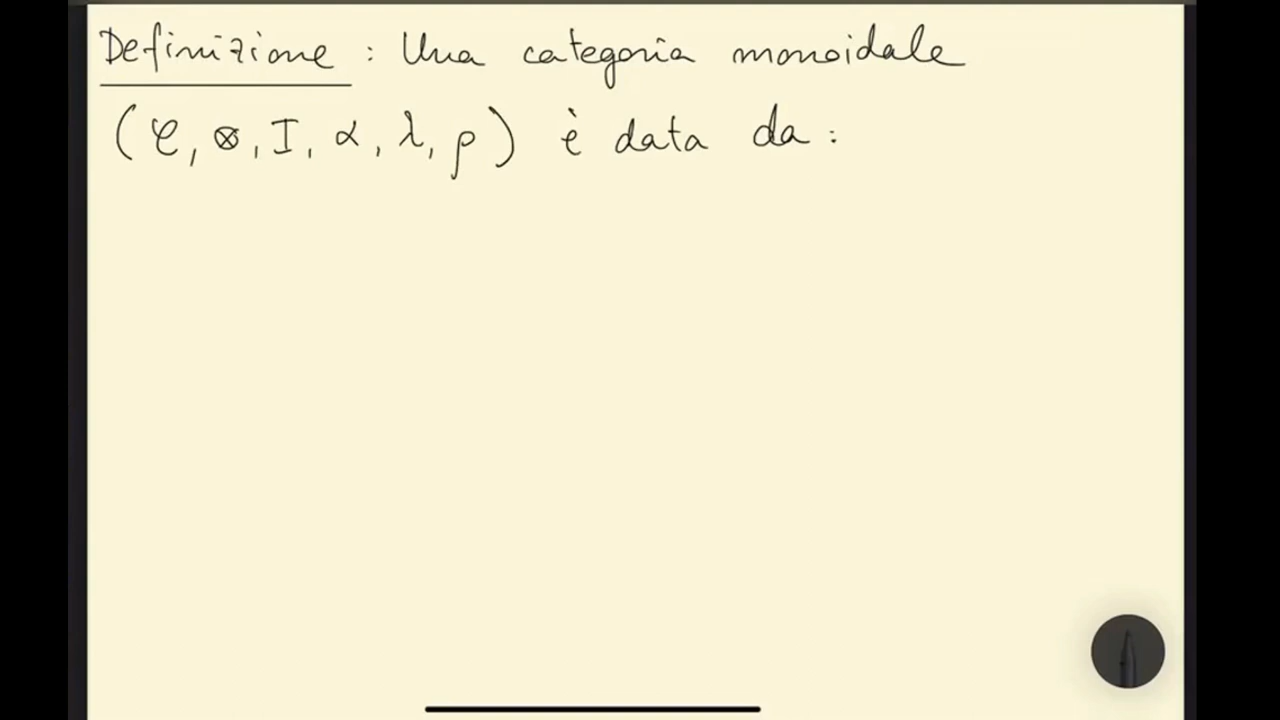 Definizione : Una categoria monoidale
(𝒞, ⊗, I, α, λ, ρ) è data da :